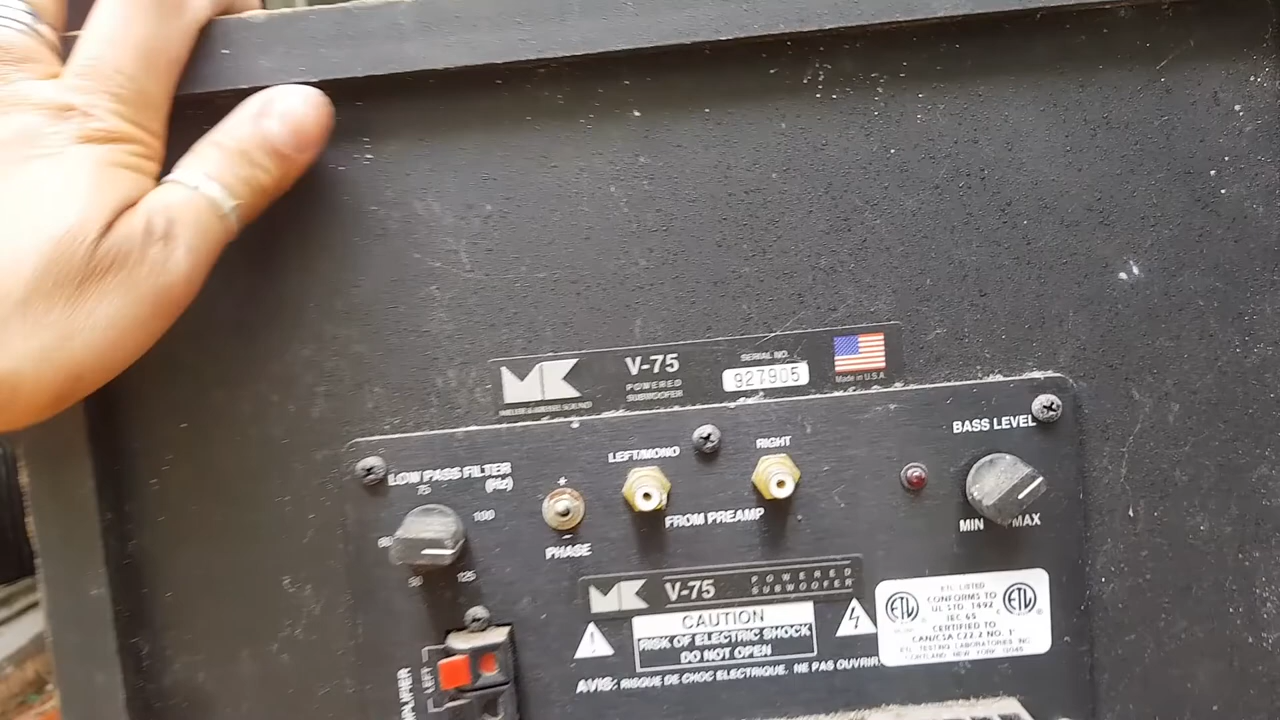 MK
V-75
POWERED
SUBWOOFER
SERIAL NO.
927905
Made in U.S.A.
MILLER & KREISEL SOUND
BASS LEVEL
MIN MAX
LOW PASS FILTER
(Hz)
75
100
125
50
PHASE
+
-
LEFT/MONO
RIGHT
FROM PREAMP
MK
V-75
POWERED
SUBWOOFER
CAUTION
RISK OF ELECTRIC SHOCK
DO NOT OPEN
AVIS: RISQUE DE CHOC ELECTRIQUE. NE PAS OUVRIR.
ETL LISTED
CONFORMS TO
UL STD. 1492
IEC 65
CERTIFIED TO
CAN/CSA C22.2 NO. 1
ETL TESTING LABORATORIES INC.
CORTLAND, NEW YORK 13045
ETL
C ETL
LEFT